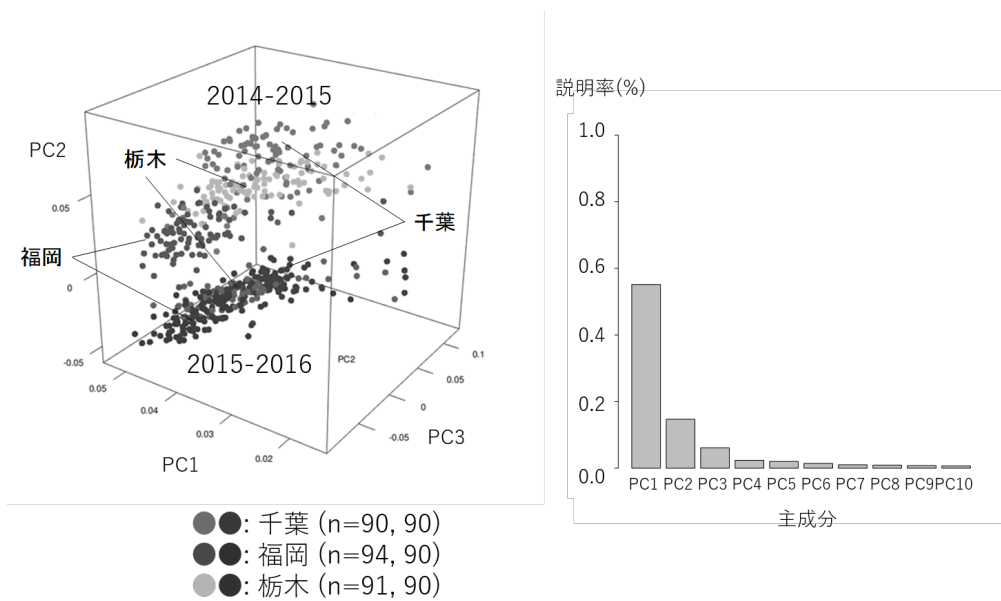 2014-2015
PC2
栃木
0.05
千葉
福岡
0
2015-2016
PC2
-0.05
0.05
0.04
0.03
0.02
0.1
0.05
0
-0.05
PC3
PC1
: 千葉 (n=90, 90)
: 福岡 (n=94, 90)
: 栃木 (n=91, 90)
説明率(%)
1.0
0.8
0.6
0.4
0.2
0.0
PC1 PC2 PC3 PC4 PC5 PC6 PC7 PC8 PC9 PC10
主成分